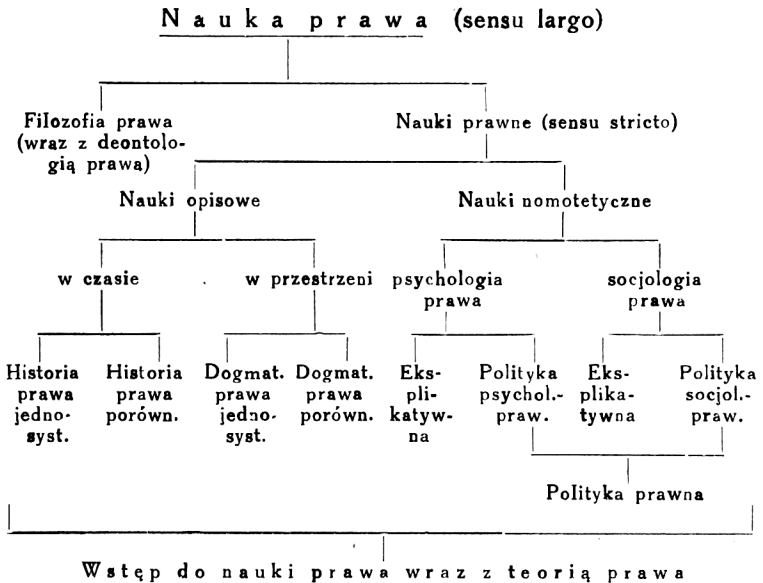 Nauka prawa (sensu largo)
Filozofia prawa
(wraz z deontolo-
gią prawa)
Nauki prawne (sensu stricto)
Nauki opisowe
Nauki nomotetyczne
w czasie
w przestrzeni
psychologia
prawa
socjologia
prawa
Historia
prawa
jedno-
syst.
Historia
prawa
porówn.
Dogmat.
prawa
jedno-
syst.
Dogmat.
prawa
porówn.
Eks-
pli-
katyw-
na
Polityka
psychol.-
praw.
Eks-
plika-
tywna
Polityka
socjol.-
praw.
Polityka prawna
Wstęp do nauki prawa wraz z teorią prawa